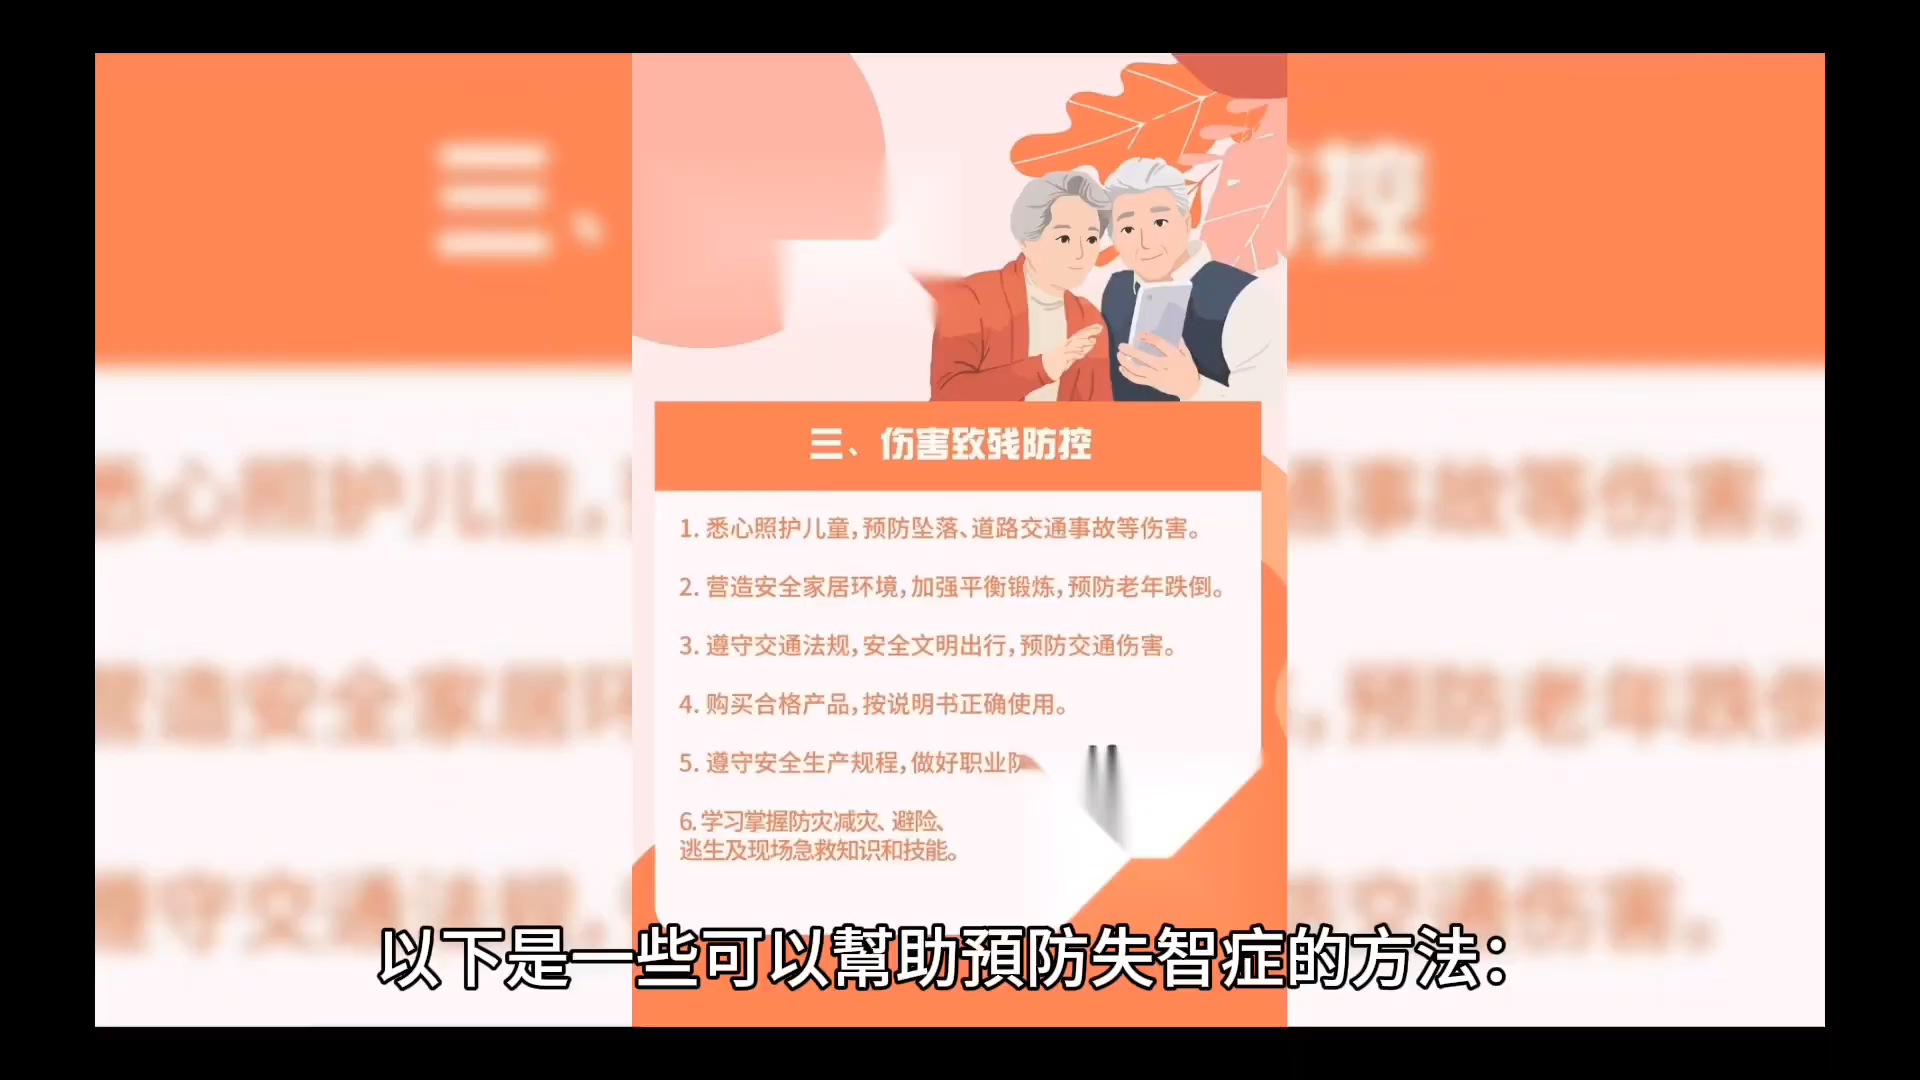 三、伤害致残防控
1. 悉心照护儿童，预防坠落、道路交通事故等伤害。
2. 营造安全家居环境，加强平衡锻炼，预防老年跌倒。
3. 遵守交通法规，安全文明出行，预防交通伤害。
4. 购买合格产品，按说明书正确使用。
5. 遵守安全生产规程，做好职业
6. 学习掌握防灾减灾、避险、
逃生及现场急救知识和技能。
以下是一些可以幫助預防失智症的方法：